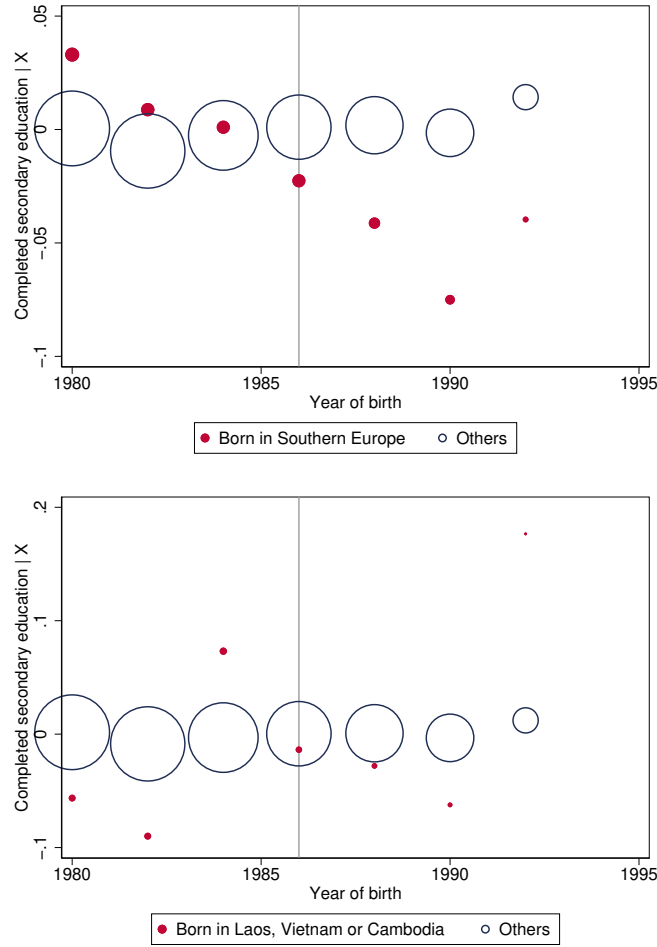 Completed secondary education | X
.05
0
-.05
-.1
1980 1985 1990 1995
Year of birth
Born in Southern Europe Others
Completed secondary education | X
.2
.1
0
-.1
1980 1985 1990 1995
Year of birth
Born in Laos, Vietnam or Cambodia Others